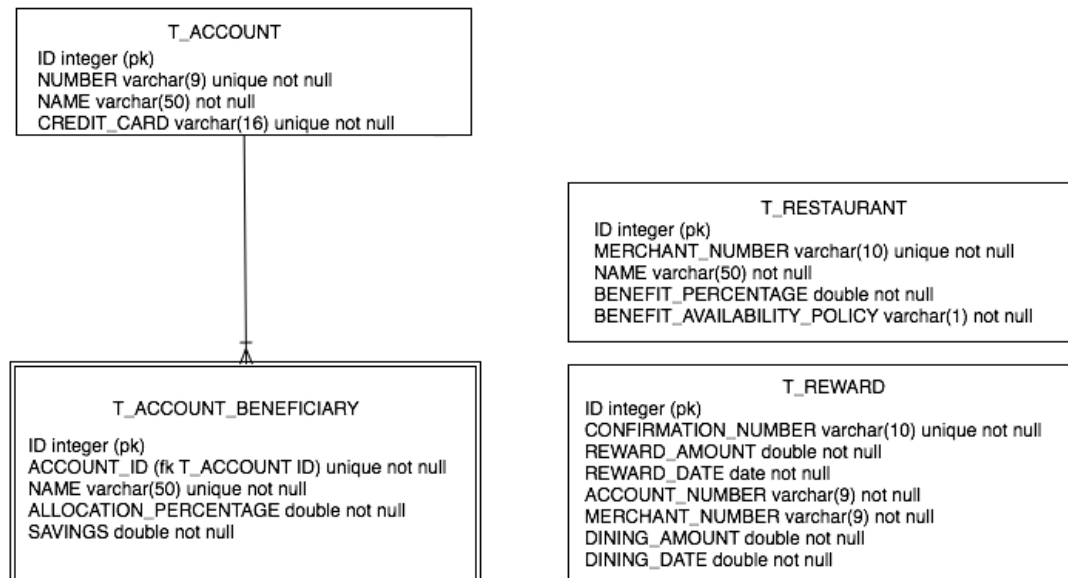 T_ACCOUNT
ID integer (pk)
NUMBER varchar(9) unique not null
NAME varchar(50) not null
CREDIT_CARD varchar(16) unique not null
T_RESTAURANT
ID integer (pk)
MERCHANT_NUMBER varchar(10) unique not null
NAME varchar(50) not null
BENEFIT_PERCENTAGE double not null
BENEFIT_AVAILABILITY_POLICY varchar(1) not null
T_ACCOUNT_BENEFICIARY
ID integer (pk)
ACCOUNT_ID (fk T_ACCOUNT ID) unique not null
NAME varchar(50) unique not null
ALLOCATION_PERCENTAGE double not null
SAVINGS double not null
T_REWARD
ID integer (pk)
CONFIRMATION_NUMBER varchar(10) unique not null
REWARD_AMOUNT double not null
REWARD_DATE date not null
ACCOUNT_NUMBER varchar(9) not null
MERCHANT_NUMBER varchar(9) not null
DINING_AMOUNT double not null
DINING_DATE double not null